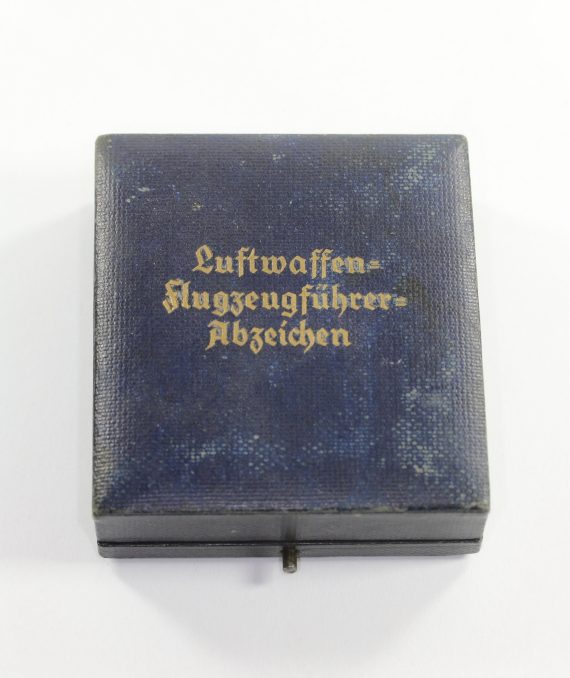 Luftwaffen=
Flugzeugführer=
Abzeichen